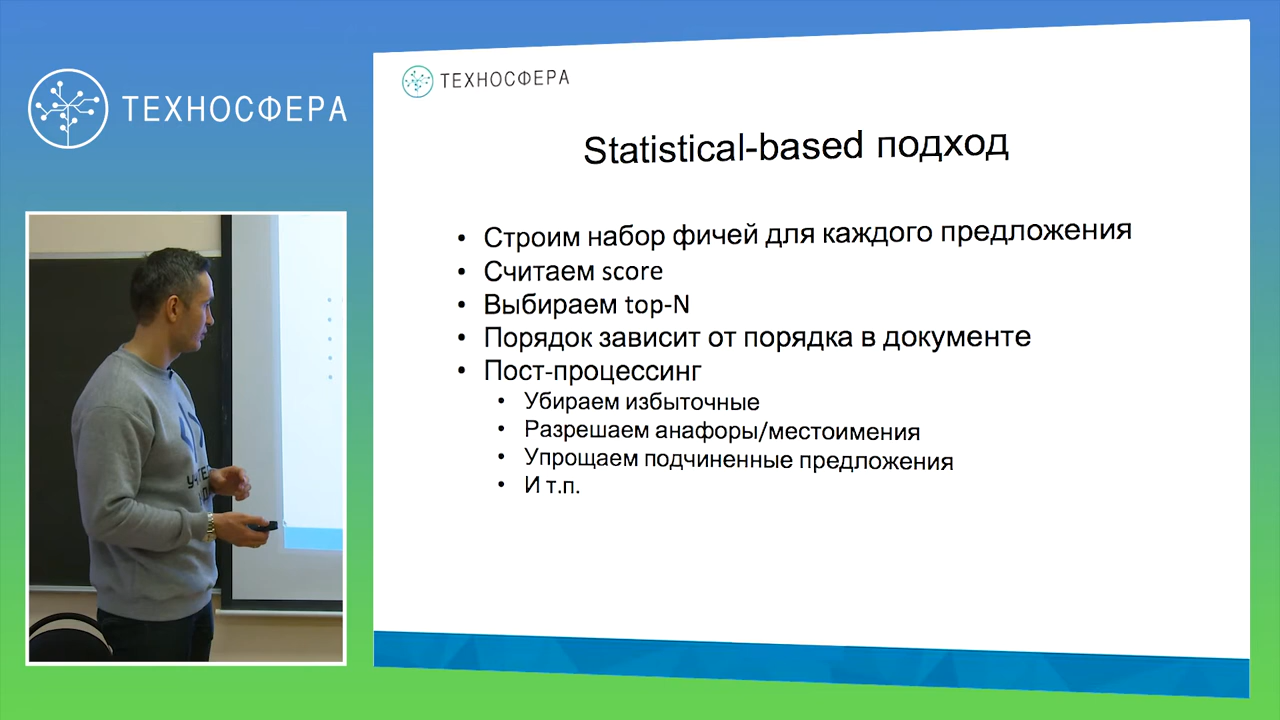 ТЕХНОСФЕРА
ТЕХНОСФЕРА
Statistical-based подход
• Строим набор фичей для каждого предложения
• Считаем score
• Выбираем top-N
• Порядок зависит от порядка в документе
• Пост-процессинг
• Убираем избыточные
• Разрешаем анафоры/местоимения
• Упрощаем подчиненные предложения
• И т.п.